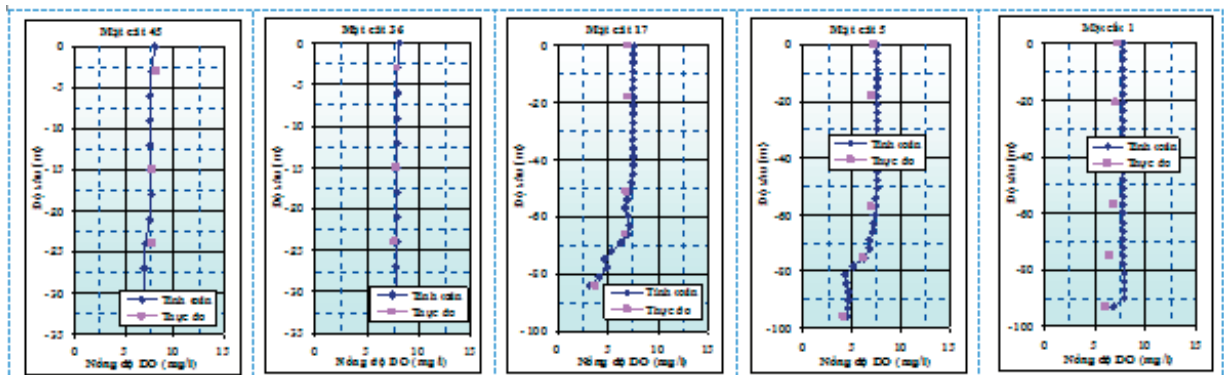 Mặt cắt 45
0
-5
-10
-15
-20
-25
-30
-35
0 5 10 15
Độ sâu (m)
Nồng độ DO (mg/l)
Tính toán
Thực đo
Mặt cắt 36
0
-5
-10
-15
-20
-25
-30
-35
0 5 10 15
Độ sâu (m)
Nồng độ DO (mg/l)
Tính toán
Thực đo
Mặt cắt 17
0
-20
-40
-60
-80
-100
0 5 10 15
Độ sâu (m)
Nồng độ DO (mg/l)
Tính toán
Thực đo
Mặt cắt 5
0
-20
-40
-60
-80
-100
0 5 10 15
Độ sâu (m)
Nồng độ DO (mg/l)
Tính toán
Thực đo
Mặt cắt 1
0
-20
-40
-60
-80
-100
0 5 10 15
Độ sâu (m)
Nồng độ DO (mg/l)
Tính toán
Thực đo